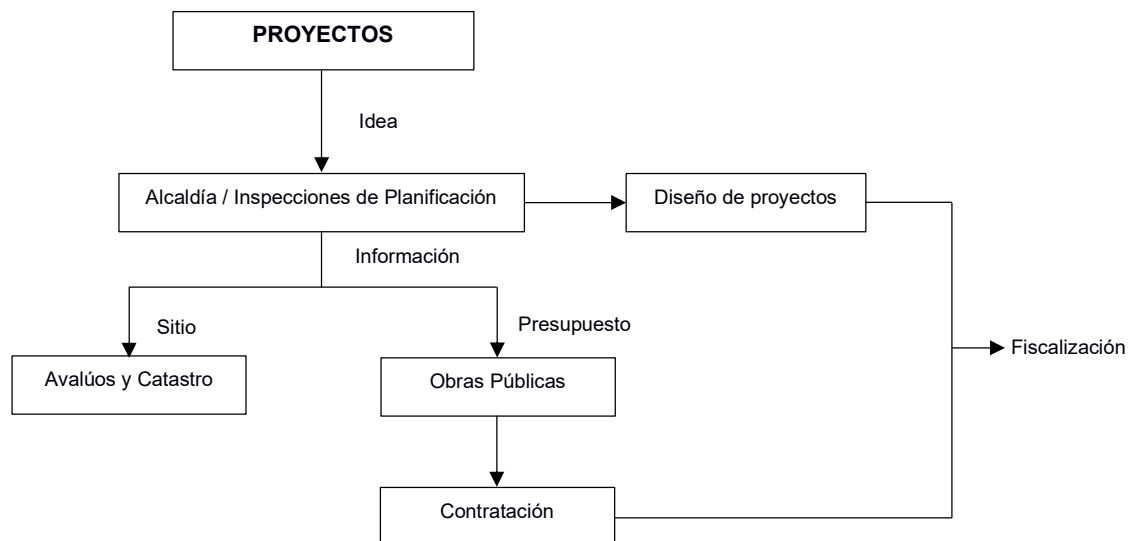 PROYECTOS
Idea
Alcaldía / Inspecciones de Planificación
Diseño de proyectos
Información
Sitio
Presupuesto
Fiscalización
Avalúos y Catastro
Obras Públicas
Contratación